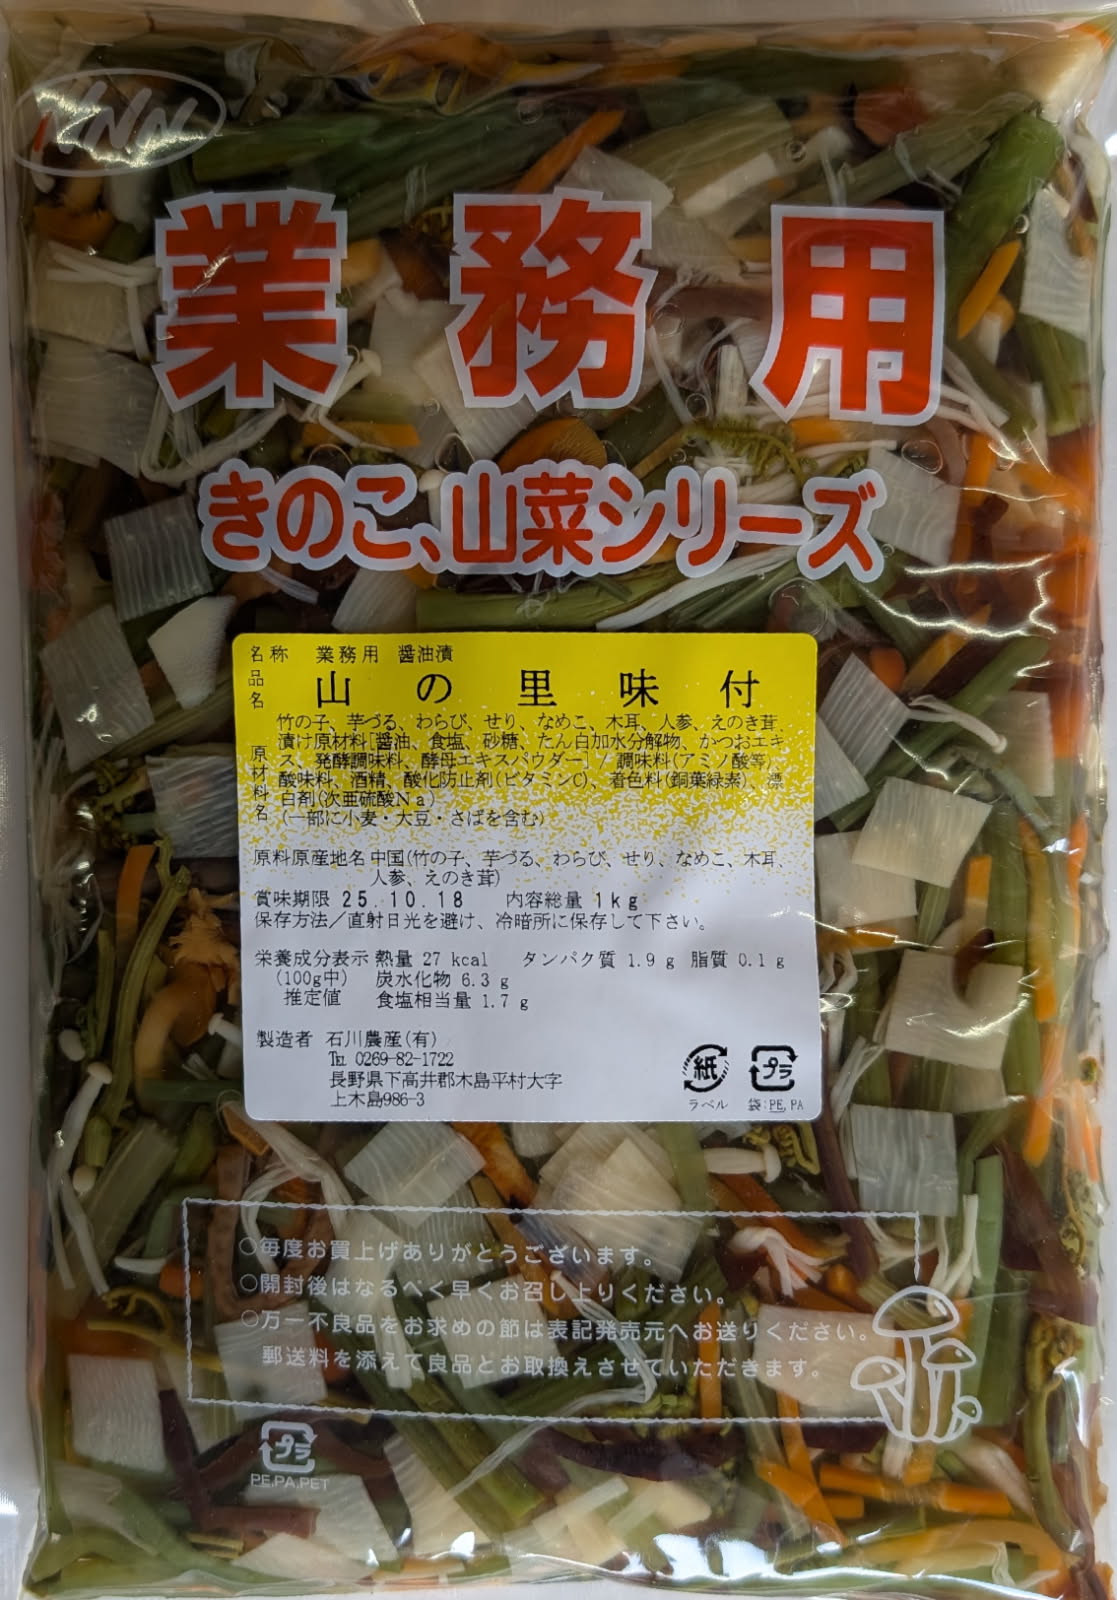 NNN
業務用
きのこ、山菜シリーズ
名称 業務用 醤油漬
品名 山の里味付
原材料名
竹の子、芋づる、わらび、せり、なめこ、木耳、人参、えのき茸
漬け原材料[醤油、食塩、砂糖、たん白加水分解物、かつおエキ
ス、発酵調味料、酵母エキスパウダー] / 調味料(アミノ酸等)、
酸味料、酒精、酸化防止剤(ビタミンC)、着色料(銅葉緑素)、漂
白剤(次亜硫酸Na)
(一部に小麦・大豆・さばを含む)
原料原産地名 中国(竹の子、芋づる、わらび、せり、なめこ、木耳、
人参、えのき茸)
賞味期限 25.10.18 内容総量 1kg
保存方法／直射日光を避け、冷暗所に保存して下さい。
栄養成分表示 熱量 27 kcal タンパク質 1.9 g 脂質 0.1 g
(100g中) 炭水化物 6.3 g
推定値 食塩相当量 1.7 g
製造者 石川農産(有)
℡ 0269-82-1722
長野県下高井郡木島平村大字
上木島986-3
紙 プラ
ラベル 袋:PE,PA
○毎度お買上げありがとうございます。
○開封後はなるべく早くお召し上りください。
○万一不良品をお求めの節は表記発売元へお送りください。
郵送料を添えて良品とお取換えさせていただきます。
プラ
PE,PA,PET